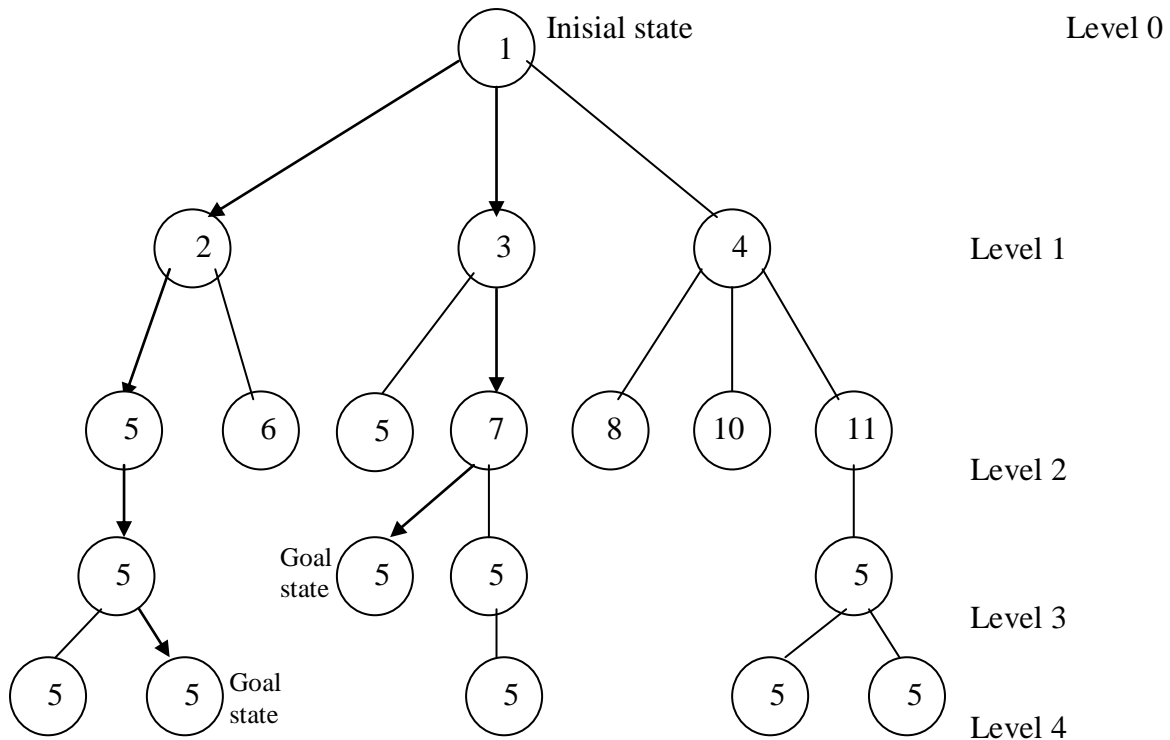 1 Inisial state Level 0
2 3 4 Level 1
5 6 5 7 8 10 11
Level 2
Goal
state
5 5 5 5
Level 3
5 5 Goal
state
5 5 5
Level 4